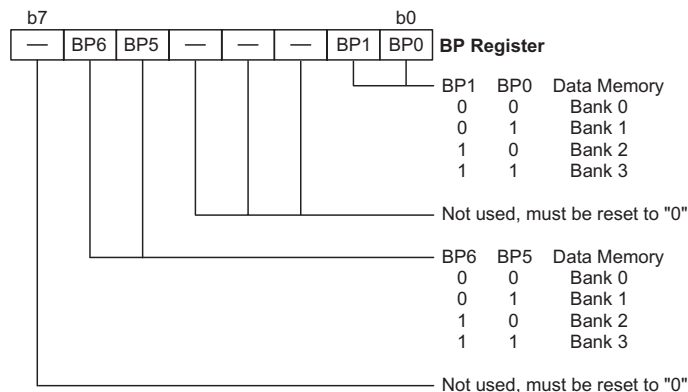 b7 b0
— BP6 BP5 — — — BP1 BP0 BP Register
BP1 BP0 Data Memory
0 0 Bank 0
0 1 Bank 1
1 0 Bank 2
1 1 Bank 3
Not used, must be reset to "0"
BP6 BP5 Data Memory
0 0 Bank 0
0 1 Bank 1
1 0 Bank 2
1 1 Bank 3
Not used, must be reset to "0"